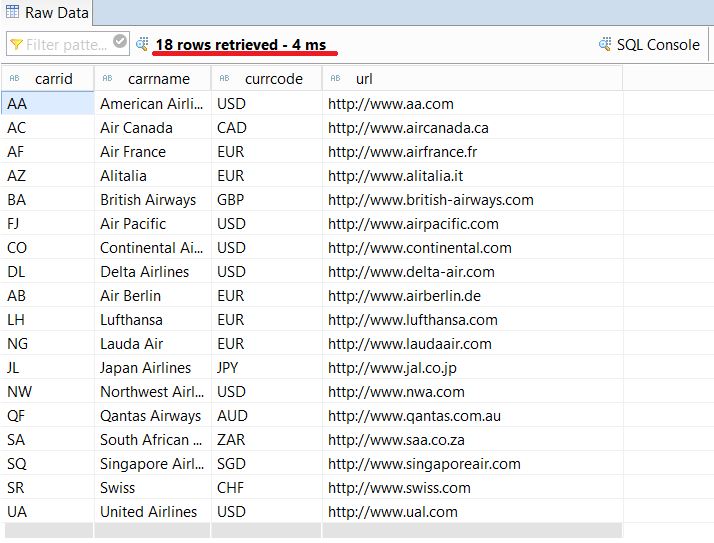 Raw Data
Filter patte... 18 rows retrieved - 4 ms SQL Console
AB carrid AB carrname AB currcode AB url
AA American Airli... USD http://www.aa.com
AC Air Canada CAD http://www.aircanada.ca
AF Air France EUR http://www.airfrance.fr
AZ Alitalia EUR http://www.alitalia.it
BA British Airways GBP http://www.british-airways.com
FJ Air Pacific USD http://www.airpacific.com
CO Continental Ai... USD http://www.continental.com
DL Delta Airlines USD http://www.delta-air.com
AB Air Berlin EUR http://www.airberlin.de
LH Lufthansa EUR http://www.lufthansa.com
NG Lauda Air EUR http://www.laudaair.com
JL Japan Airlines JPY http://www.jal.co.jp
NW Northwest Airl... USD http://www.nwa.com
QF Qantas Airways AUD http://www.qantas.com.au
SA South African ... ZAR http://www.saa.co.za
SQ Singapore Airl... SGD http://www.singaporeair.com
SR Swiss CHF http://www.swiss.com
UA United Airlines USD http://www.ual.com